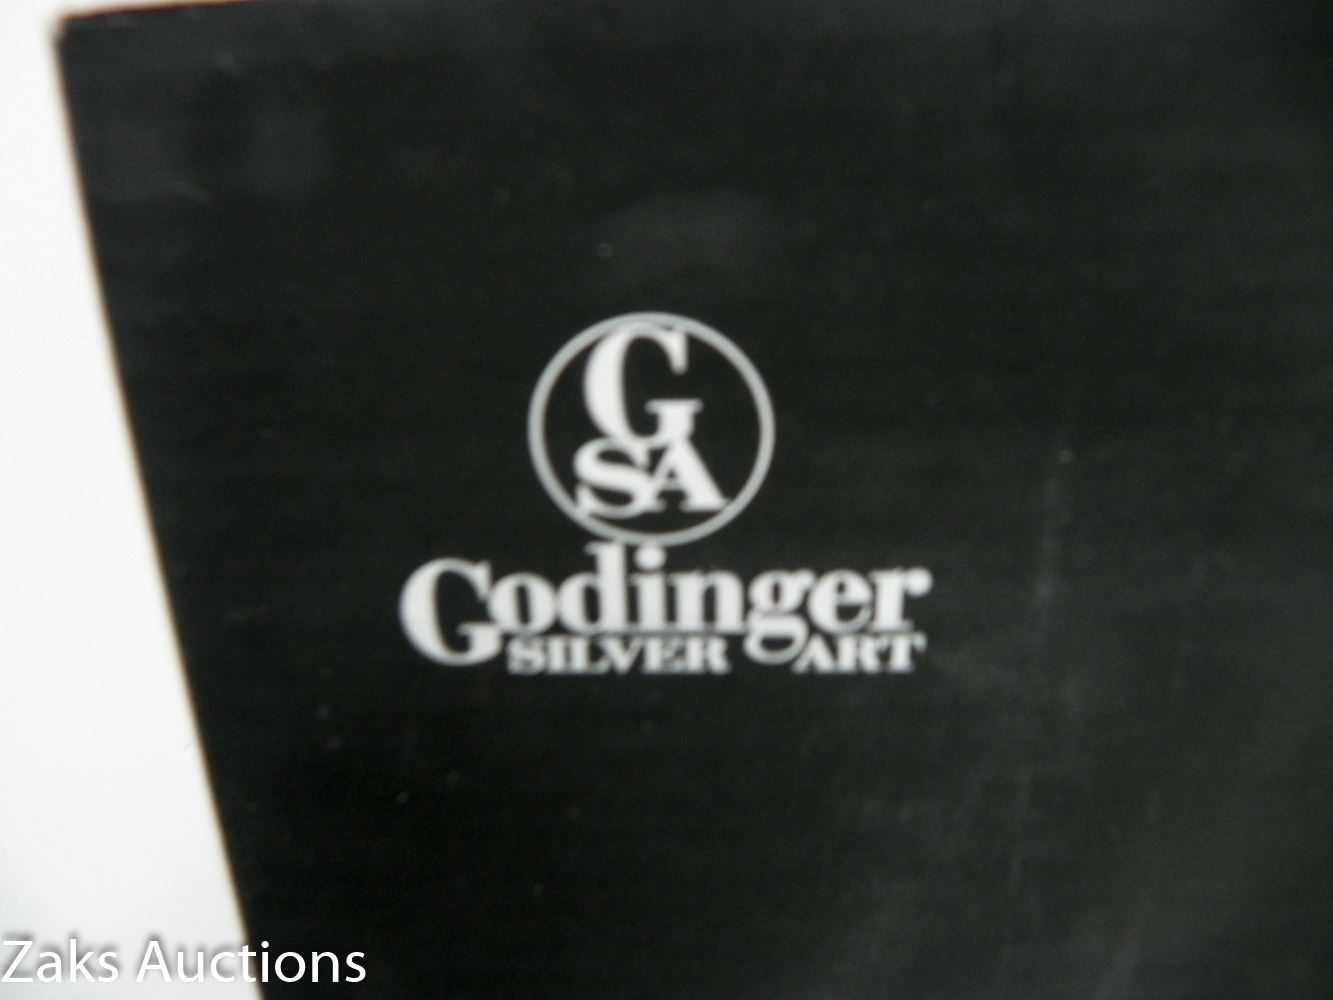 G
SA
Godinger
SILVER ART
Zaks Auctions